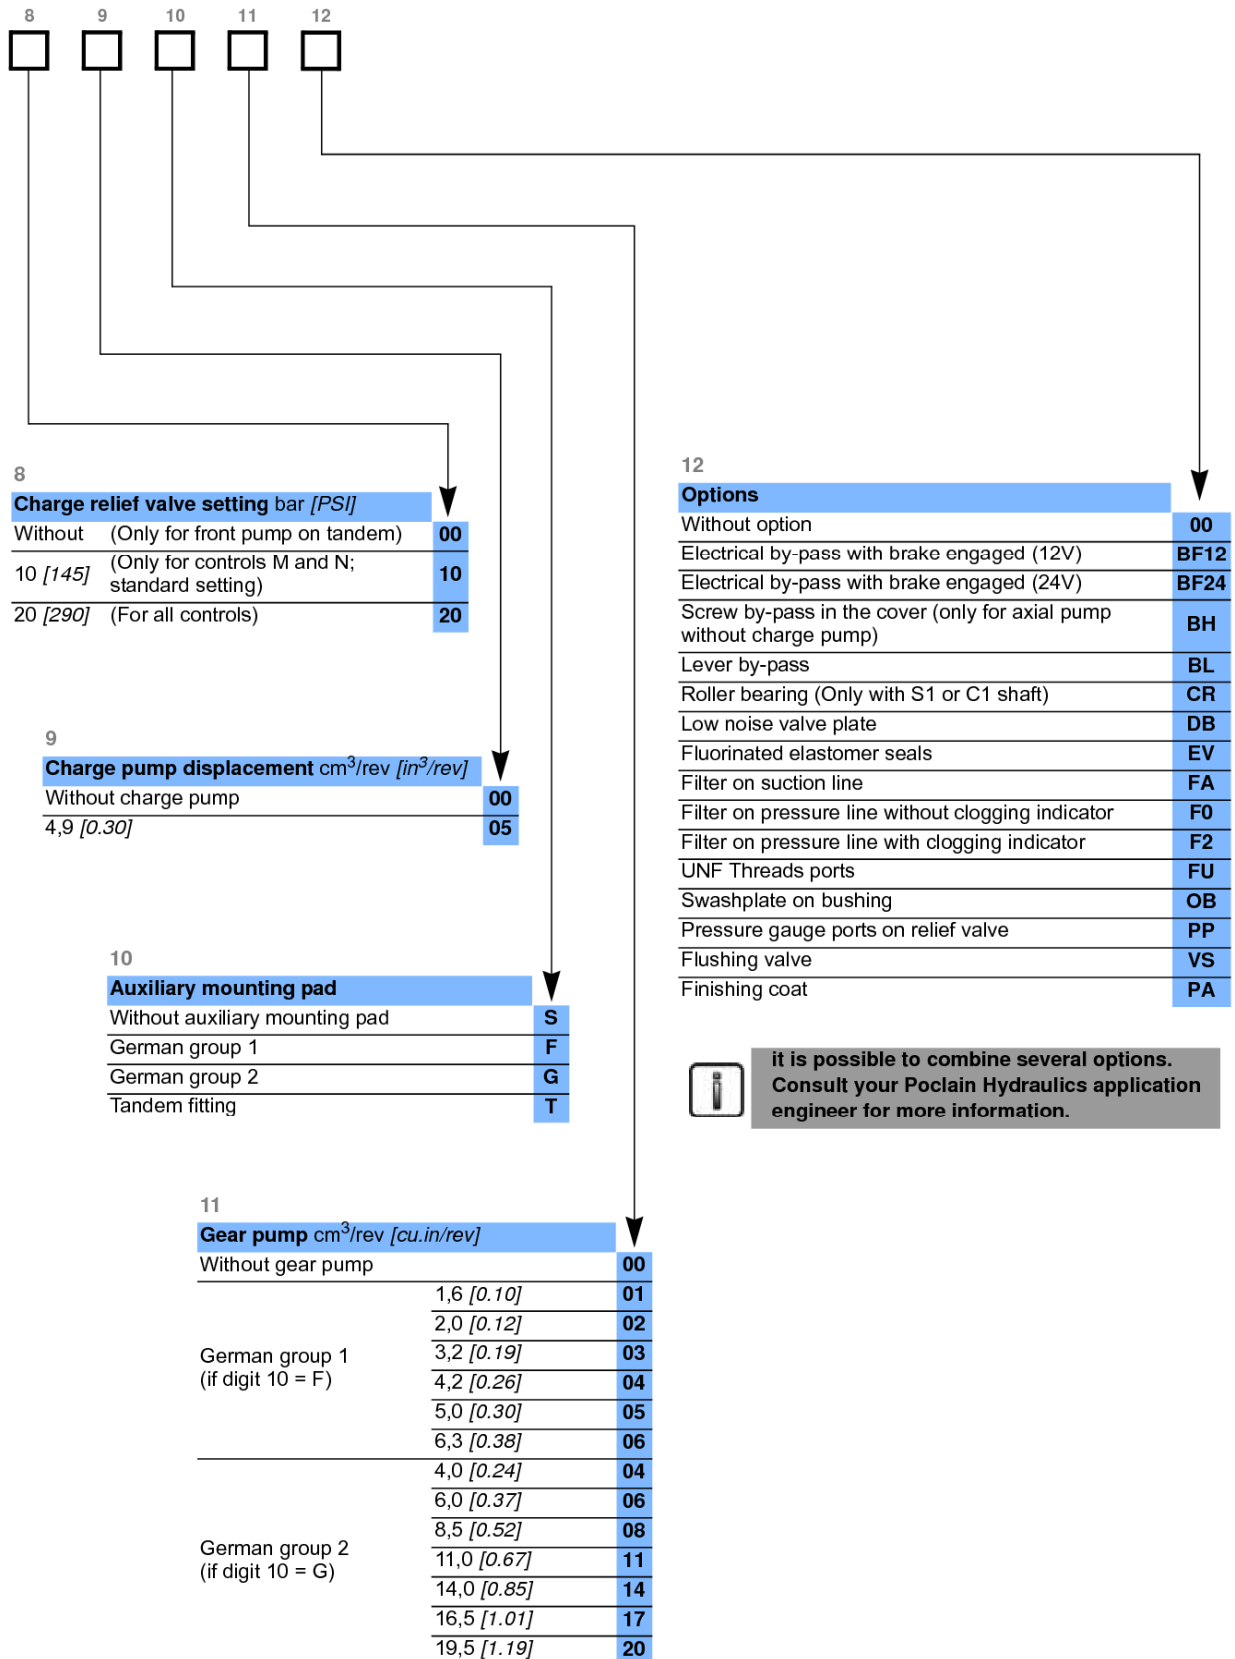 8 9 10 11 12
8
Charge relief valve setting bar [PSI]
Without (Only for front pump on tandem) 00
10 [145] (Only for controls M and N; standard setting) 10
20 [290] (For all controls) 20
9
Charge pump displacement cm³/rev [in³/rev]
Without charge pump 00
4,9 [0.30] 05
10
Auxiliary mounting pad
Without auxiliary mounting pad S
German group 1 F
German group 2 G
Tandem fitting T
11
Gear pump cm³/rev [cu.in/rev]
Without gear pump 00
German group 1
(if digit 10 = F)
1,6 [0.10] 01
2,0 [0.12] 02
3,2 [0.19] 03
4,2 [0.26] 04
5,0 [0.30] 05
6,3 [0.38] 06
German group 2
(if digit 10 = G)
4,0 [0.24] 04
6,0 [0.37] 06
8,5 [0.52] 08
11,0 [0.67] 11
14,0 [0.85] 14
16,5 [1.01] 17
19,5 [1.19] 20
12
Options
Without option 00
Electrical by-pass with brake engaged (12V) BF12
Electrical by-pass with brake engaged (24V) BF24
Screw by-pass in the cover (only for axial pump
without charge pump) BH
Lever by-pass BL
Roller bearing (Only with S1 or C1 shaft) CR
Low noise valve plate DB
Fluorinated elastomer seals EV
Filter on suction line FA
Filter on pressure line without clogging indicator F0
Filter on pressure line with clogging indicator F2
UNF Threads ports FU
Swashplate on bushing OB
Pressure gauge ports on relief valve PP
Flushing valve VS
Finishing coat PA
i
it is possible to combine several options.
Consult your Poclain Hydraulics application
engineer for more information.